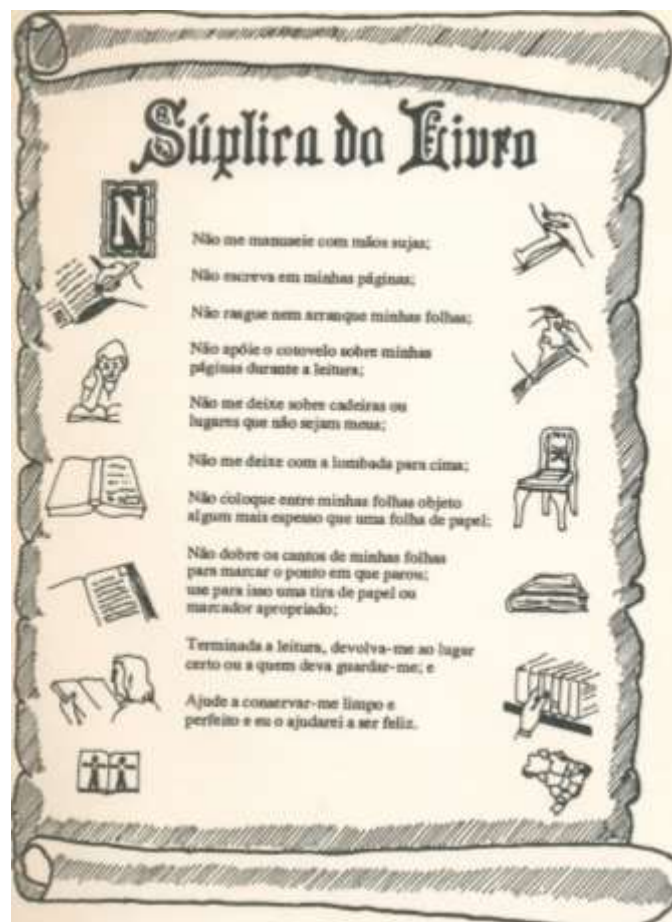 Súplica do Livro
N
Não me manuseie com mãos sujas;
Não escreva em minhas páginas;
Não rasgue nem arranque minhas folhas;
Não apóie o cotovelo sobre minhas
páginas durante a leitura;
Não me deixe sobre cadeiras ou
lugares que não sejam meus;
Não me deixe com a lombada para cima;
Não coloque entre minhas folhas objeto
algum mais espesso que uma folha de papel;
Não dobre os cantos de minhas folhas
para marcar o ponto em que parou;
use para isso uma tira de papel ou
marcador apropriado;
Terminada a leitura, devolva-me ao lugar
certo ou a quem deva guardar-me; e
Ajude a conservar-me limpo e
perfeito e eu o ajudarei a ser feliz.